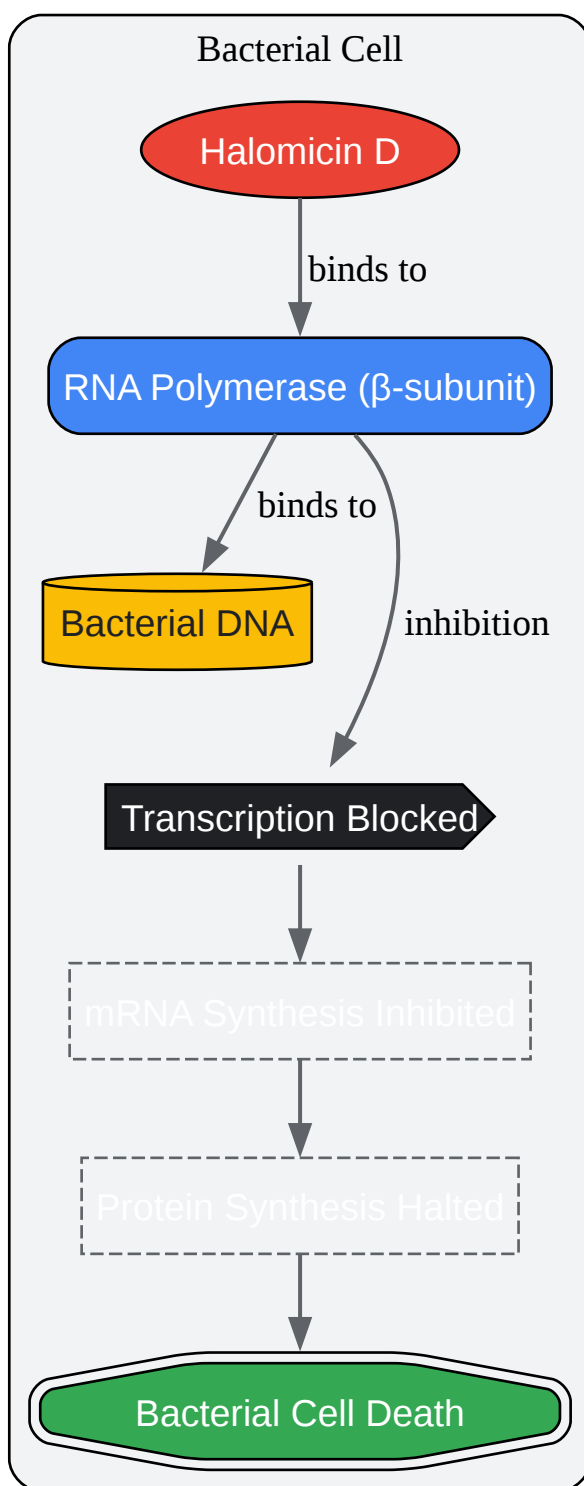 Bacterial Cell
Halomicin D
binds to
RNA Polymerase (β-subunit)
binds to
Bacterial DNA
inhibition
Transcription Blocked
mRNA Synthesis Inhibited
Protein Synthesis Halted
Bacterial Cell Death